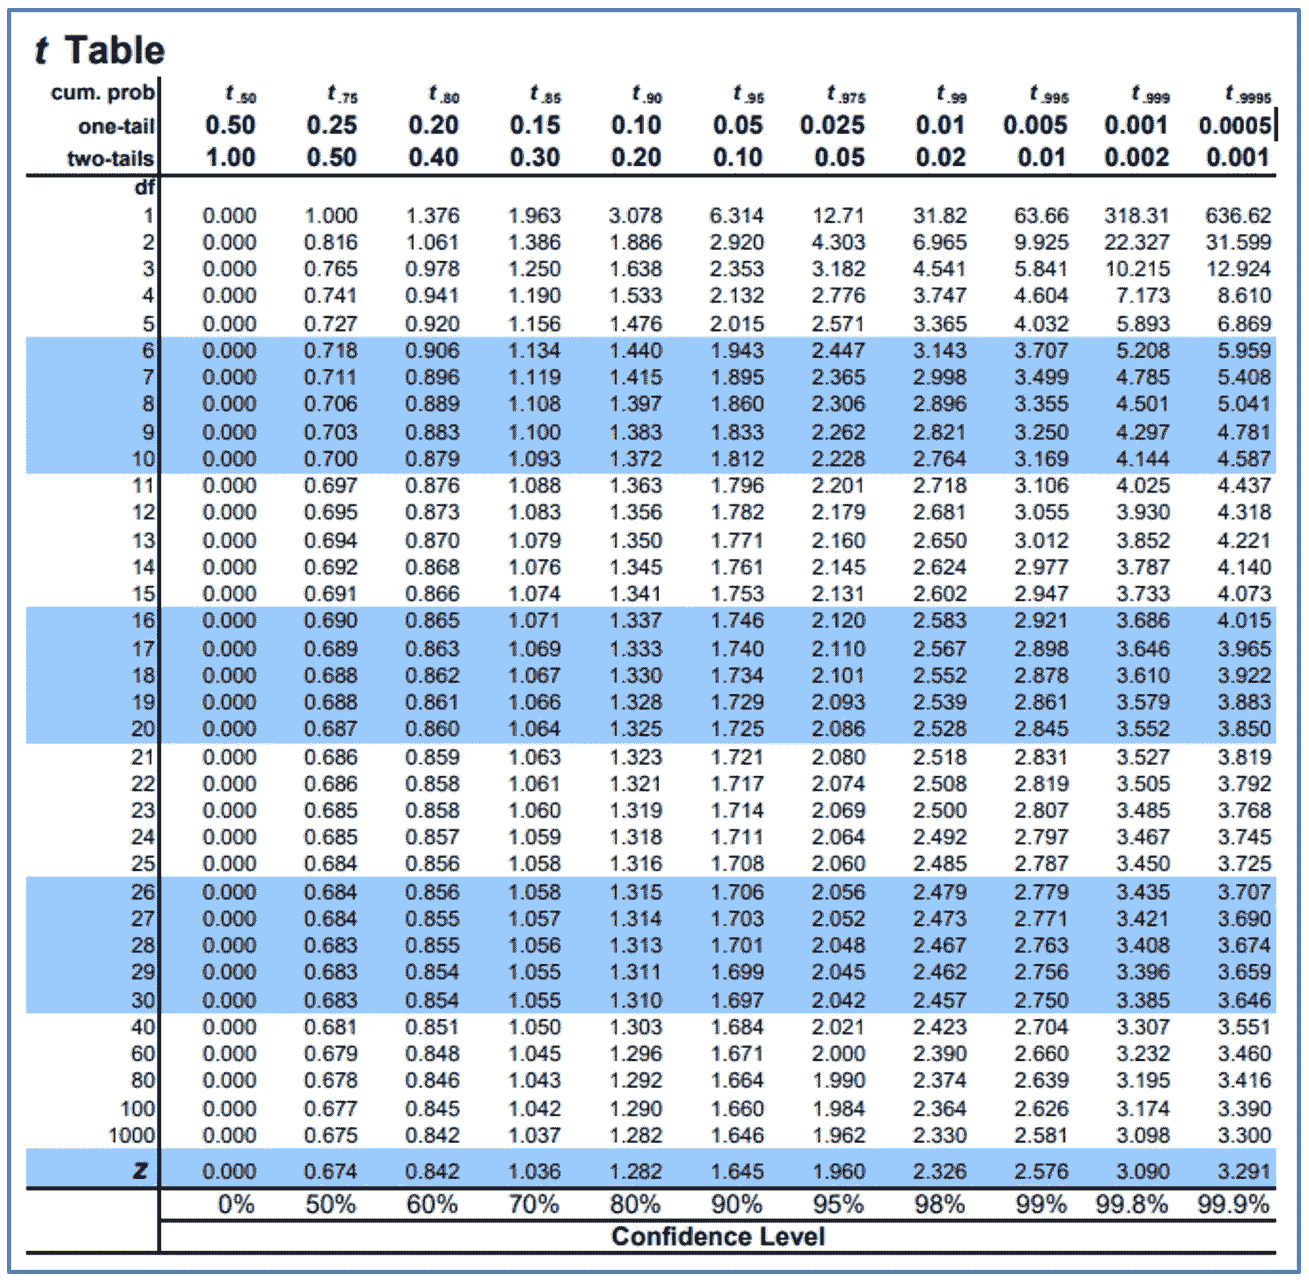 t Table
cum. prob t.50 t.75 t.80 t.85 t.90 t.95 t.975 t.99 t.995 t.999 t.9995
one-tail 0.50 0.25 0.20 0.15 0.10 0.05 0.025 0.01 0.005 0.001 0.0005
two-tails 1.00 0.50 0.40 0.30 0.20 0.10 0.05 0.02 0.01 0.002 0.001
df
1 0.000 1.000 1.376 1.963 3.078 6.314 12.71 31.82 63.66 318.31 636.62
2 0.000 0.816 1.061 1.386 1.886 2.920 4.303 6.965 9.925 22.327 31.599
3 0.000 0.765 0.978 1.250 1.638 2.353 3.182 4.541 5.841 10.215 12.924
4 0.000 0.741 0.941 1.190 1.533 2.132 2.776 3.747 4.604 7.173 8.610
5 0.000 0.727 0.920 1.156 1.476 2.015 2.571 3.365 4.032 5.893 6.869
6 0.000 0.718 0.906 1.134 1.440 1.943 2.447 3.143 3.707 5.208 5.959
7 0.000 0.711 0.896 1.119 1.415 1.895 2.365 2.998 3.499 4.785 5.408
8 0.000 0.706 0.889 1.108 1.397 1.860 2.306 2.896 3.355 4.501 5.041
9 0.000 0.703 0.883 1.100 1.383 1.833 2.262 2.821 3.250 4.297 4.781
10 0.000 0.700 0.879 1.093 1.372 1.812 2.228 2.764 3.169 4.144 4.587
11 0.000 0.697 0.876 1.088 1.363 1.796 2.201 2.718 3.106 4.025 4.437
12 0.000 0.695 0.873 1.083 1.356 1.782 2.179 2.681 3.055 3.930 4.318
13 0.000 0.694 0.870 1.079 1.350 1.771 2.160 2.650 3.012 3.852 4.221
14 0.000 0.692 0.868 1.076 1.345 1.761 2.145 2.624 2.977 3.787 4.140
15 0.000 0.691 0.866 1.074 1.341 1.753 2.131 2.602 2.947 3.733 4.073
16 0.000 0.690 0.865 1.071 1.337 1.746 2.120 2.583 2.921 3.686 4.015
17 0.000 0.689 0.863 1.069 1.333 1.740 2.110 2.567 2.898 3.646 3.965
18 0.000 0.688 0.862 1.067 1.330 1.734 2.101 2.552 2.878 3.610 3.922
19 0.000 0.688 0.861 1.066 1.328 1.729 2.093 2.539 2.861 3.579 3.883
20 0.000 0.687 0.860 1.064 1.325 1.725 2.086 2.528 2.845 3.552 3.850
21 0.000 0.686 0.859 1.063 1.323 1.721 2.080 2.518 2.831 3.527 3.819
22 0.000 0.686 0.858 1.061 1.321 1.717 2.074 2.508 2.819 3.505 3.792
23 0.000 0.685 0.858 1.060 1.319 1.714 2.069 2.500 2.807 3.485 3.768
24 0.000 0.685 0.857 1.059 1.318 1.711 2.064 2.492 2.797 3.467 3.745
25 0.000 0.684 0.856 1.058 1.316 1.708 2.060 2.485 2.787 3.450 3.725
26 0.000 0.684 0.856 1.058 1.315 1.706 2.056 2.479 2.779 3.435 3.707
27 0.000 0.684 0.855 1.057 1.314 1.703 2.052 2.473 2.771 3.421 3.690
28 0.000 0.683 0.855 1.056 1.313 1.701 2.048 2.467 2.763 3.408 3.674
29 0.000 0.683 0.854 1.055 1.311 1.699 2.045 2.462 2.756 3.396 3.659
30 0.000 0.683 0.854 1.055 1.310 1.697 2.042 2.457 2.750 3.385 3.646
40 0.000 0.681 0.851 1.050 1.303 1.684 2.021 2.423 2.704 3.307 3.551
60 0.000 0.679 0.848 1.045 1.296 1.671 2.000 2.390 2.660 3.232 3.460
80 0.000 0.678 0.846 1.043 1.292 1.664 1.990 2.374 2.639 3.195 3.416
100 0.000 0.677 0.845 1.042 1.290 1.660 1.984 2.364 2.626 3.174 3.390
1000 0.000 0.675 0.842 1.037 1.282 1.646 1.962 2.330 2.581 3.098 3.300
z 0.000 0.674 0.842 1.036 1.282 1.645 1.960 2.326 2.576 3.090 3.291
0% 50% 60% 70% 80% 90% 95% 98% 99% 99.8% 99.9%
Confidence Level